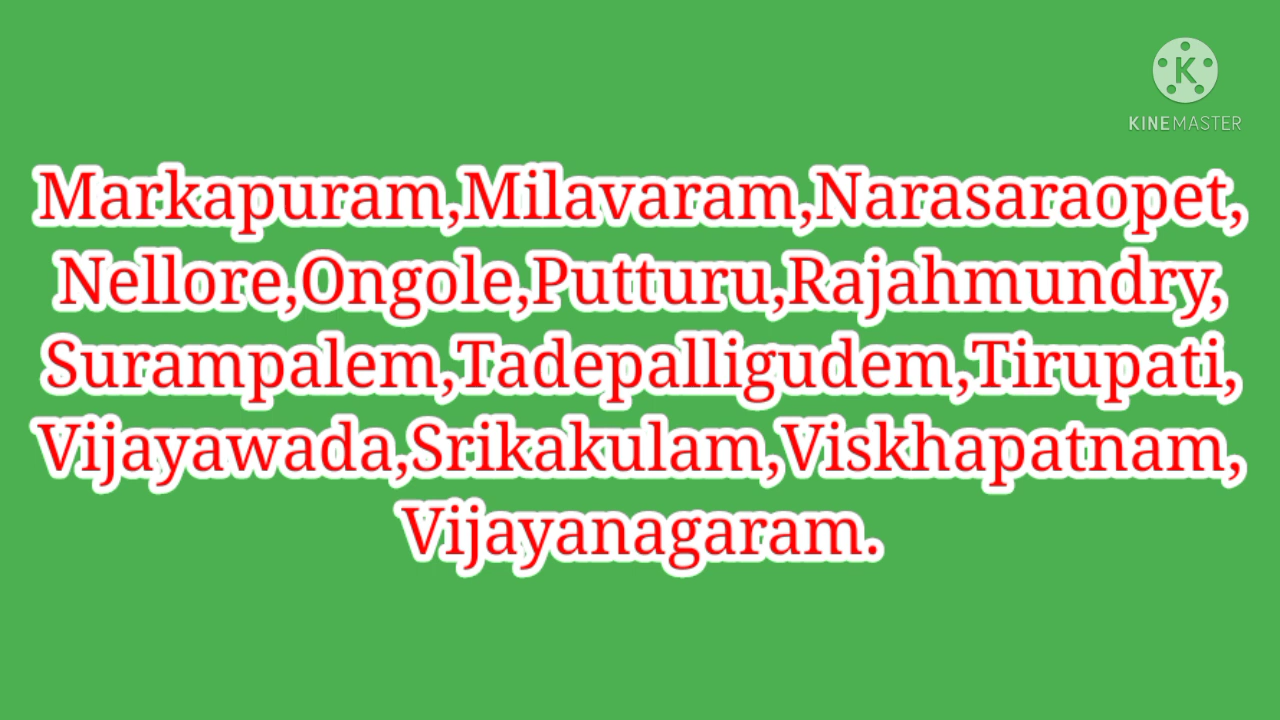 KINEMASTER
Markapuram,Milavaram,Narasaraopet,
Nellore,Ongole,Putturu,Rajahmundry,
Surampalem,Tadepalligudem,Tirupati,
Vijayawada,Srikakulam,Viskhapatnam,
Vijayanagaram.